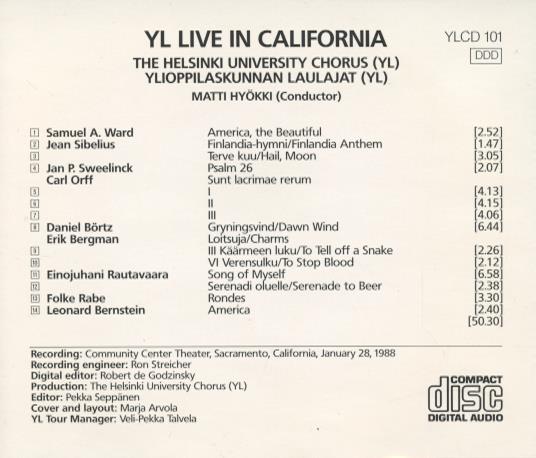 YL LIVE IN CALIFORNIA YLCD 101
THE HELSINKI UNIVERSITY CHORUS (YL) DDD
YLIOPPILASKUNNAN LAULAJAT (YL)
MATTI HYÖKKI (Conductor)
1 Samuel A. Ward America, the Beautiful [2.52]
2 Jean Sibelius Finlandia-hymni/Finlandia Anthem [1.47]
3 Terve kuu/Hail, Moon [3.05]
4 Jan P. Sweelinck Psalm 26 [2.07]
Carl Orff Sunt lacrimae rerum
5 I [4.13]
6 II [4.15]
7 III [4.06]
8 Daniel Börtz Gryningsvind/Dawn Wind [6.44]
Erik Bergman Loitsuja/Charms
9 III Käärmeen luku/To Tell off a Snake [2.26]
10 VI Verensulku/To Stop Blood [2.12]
11 Einojuhani Rautavaara Song of Myself [6.58]
12 Serenadi oluelle/Serenade to Beer [2.38]
13 Folke Rabe Rondes [3.30]
14 Leonard Bernstein America [2.40]
[50.30]
Recording: Community Center Theater, Sacramento, California, January 28, 1988
Recording engineer: Ron Streicher
Digital editor: Robert de Godzinsky
Production: The Helsinki University Chorus (YL)
Editor: Pekka Seppänen
Cover and layout: Marja Arvola
YL Tour Manager: Veli-Pekka Talvela
COMPACT
disc
DIGITAL AUDIO